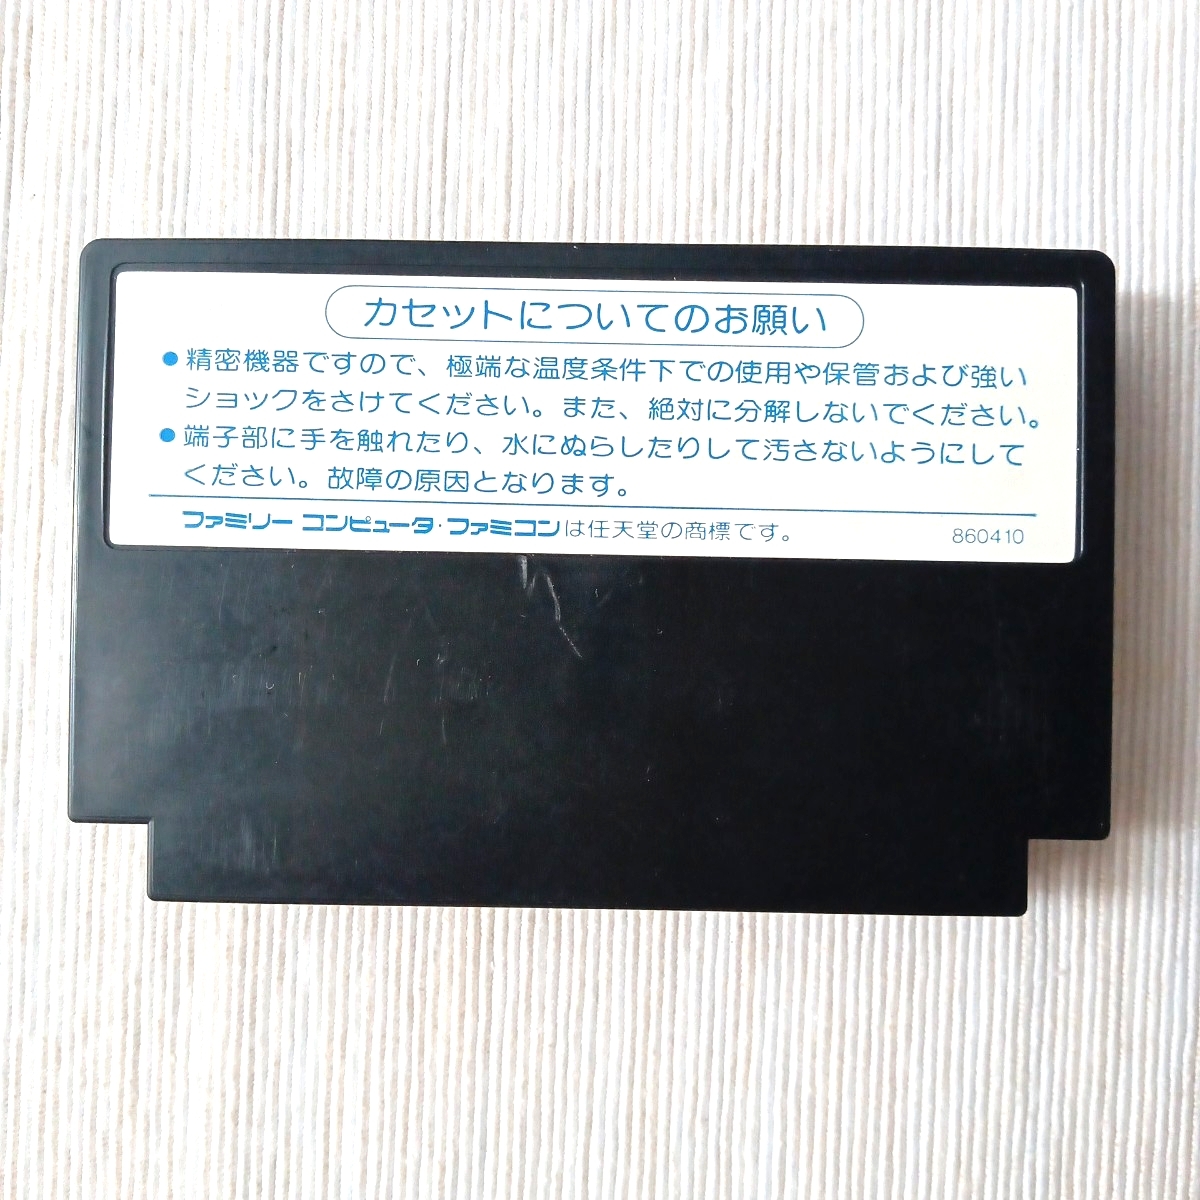 カセットについてのお願い
●精密機器ですので、極端な温度条件下での使用や保管および強い
ショックをさけてください。また、絶対に分解しないでください。
●端子部に手を触れたり、水にぬらしたりして汚さないようにして
ください。故障の原因となります。
ファミリー コンピュータ・ファミコンは任天堂の商標です。
860410